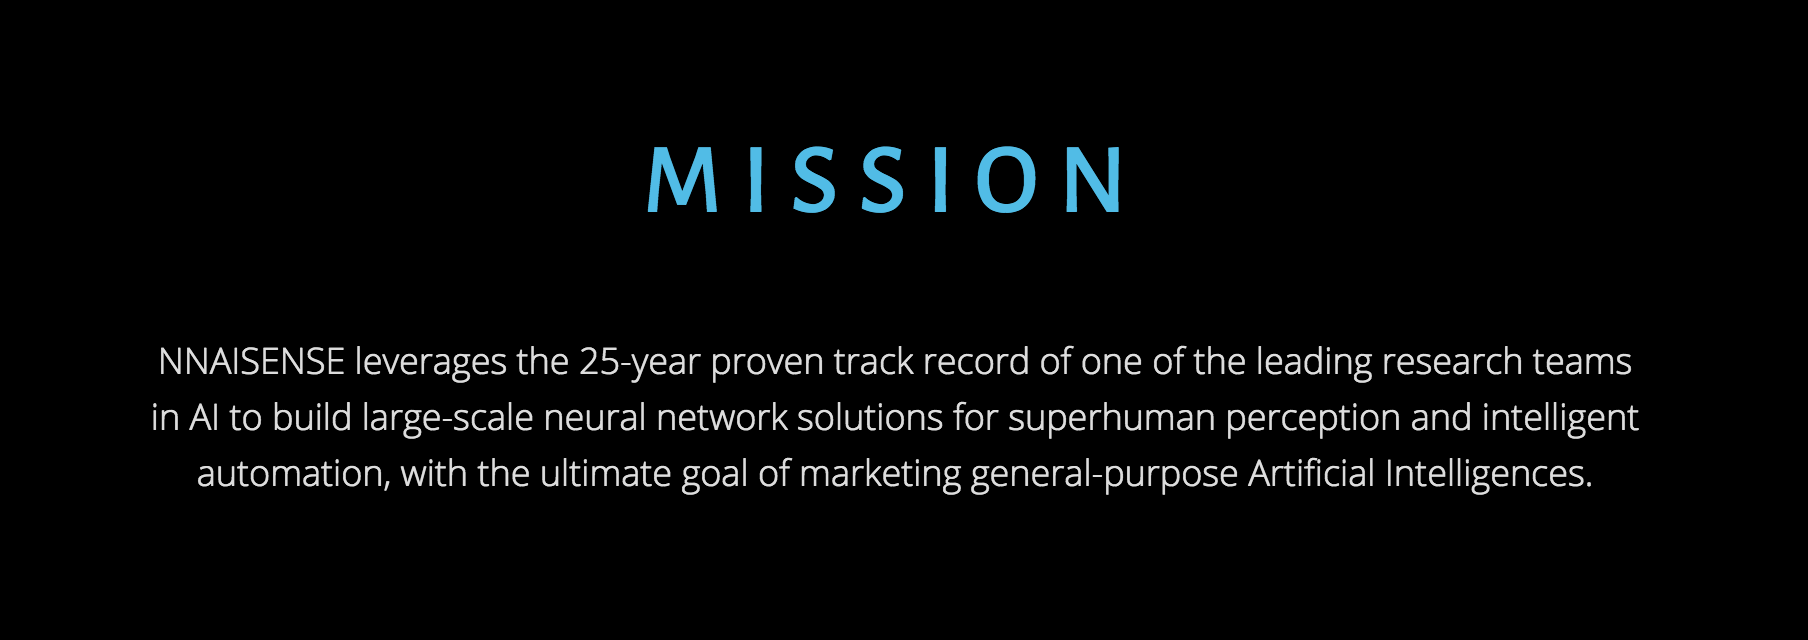 MISSION
NNAISENSE leverages the 25-year proven track record of one of the leading research teams
in AI to build large-scale neural network solutions for superhuman perception and intelligent
automation, with the ultimate goal of marketing general-purpose Artificial Intelligences.